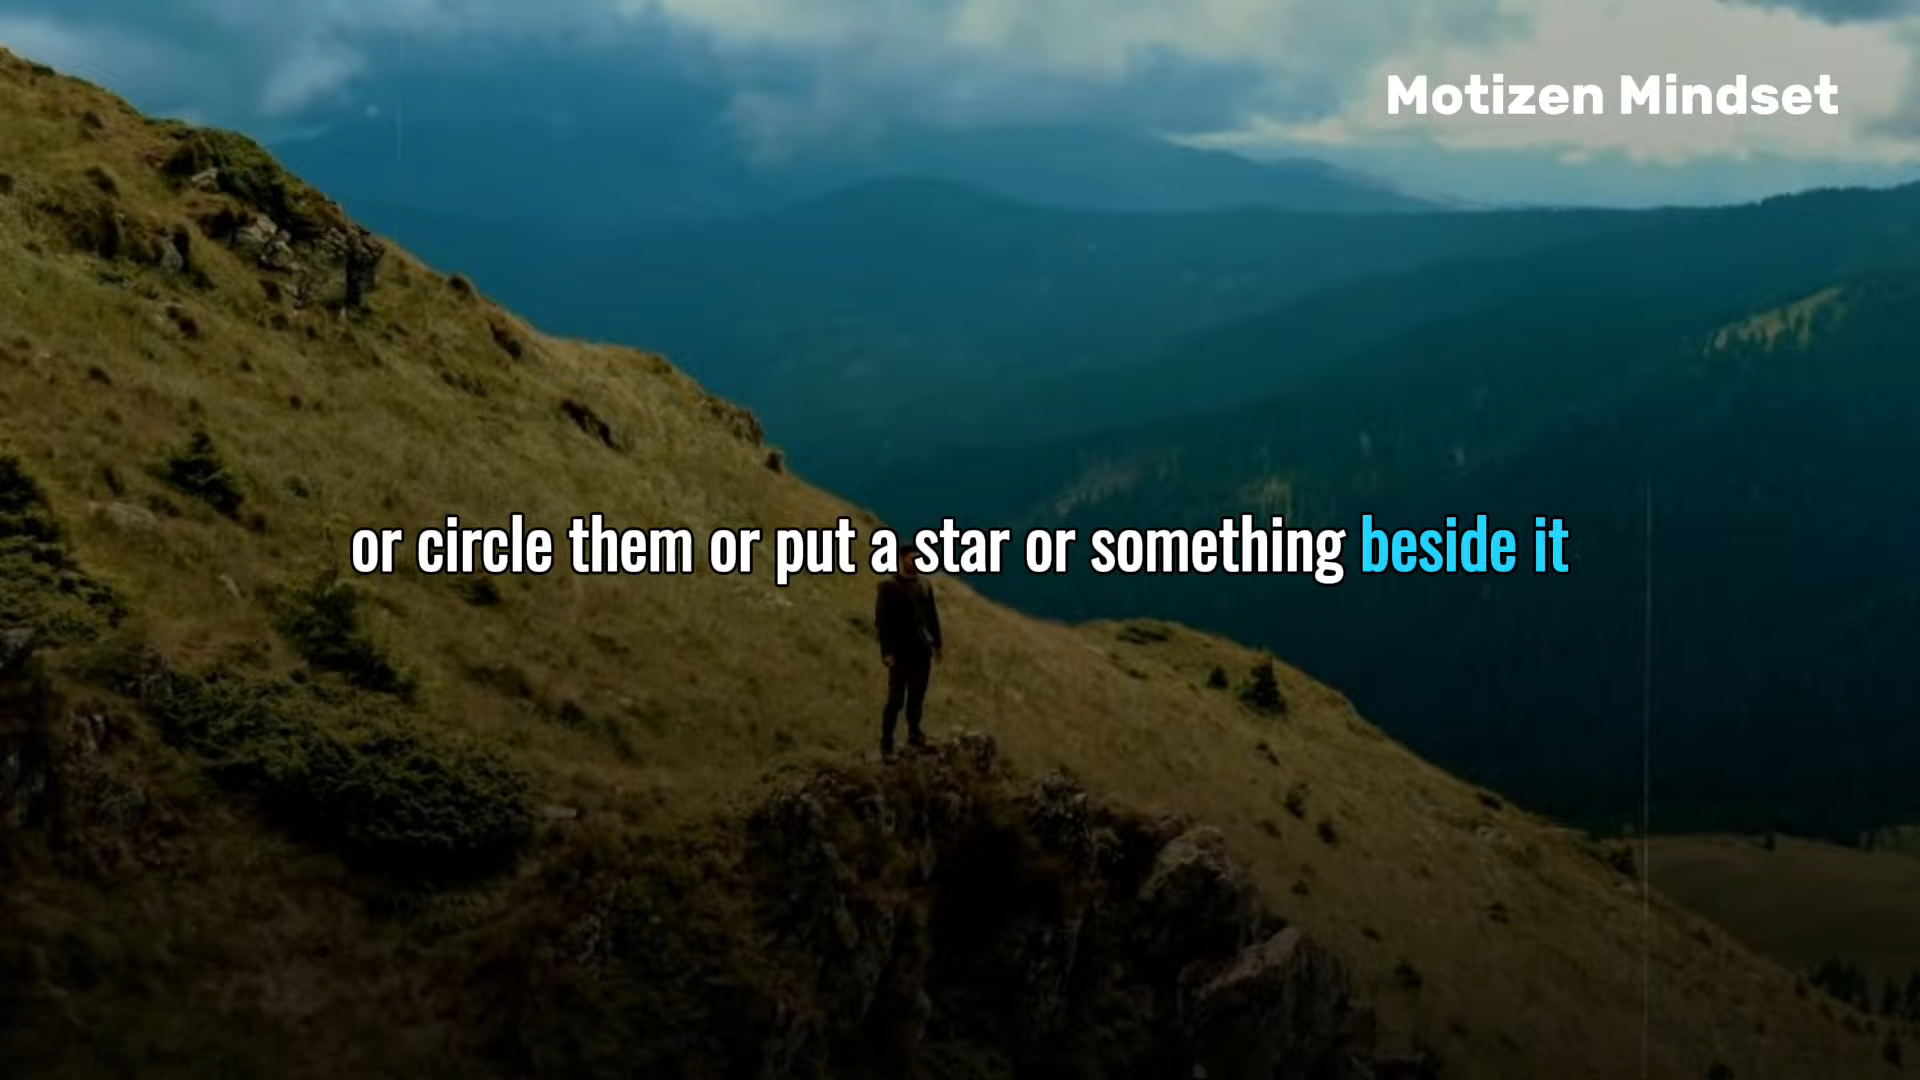 Motizen Mindset
or circle them or put a star or something beside it